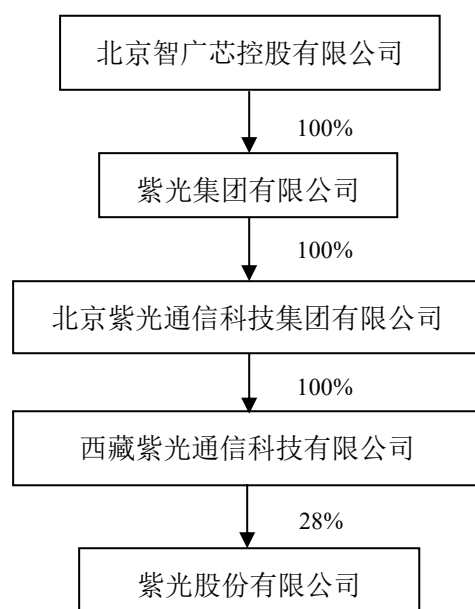 北京智广芯控股有限公司
100%
紫光集团有限公司
100%
北京紫光通信科技集团有限公司
100%
西藏紫光通信科技有限公司
28%
紫光股份有限公司